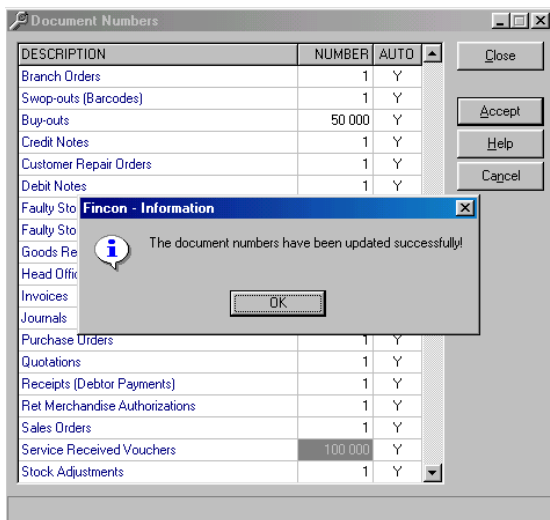 Document Numbers
DESCRIPTION NUMBER AUTO
Branch Orders 1 Y
Swop-outs (Barcodes) 1 Y
Buy-outs 50 000 Y
Credit Notes 1 Y
Customer Repair Orders 1 Y
Debit Notes 1 Y
Faulty Sto
Faulty Sto
Goods Re
Head Offic
Invoices
Journals
Purchase Orders 1 Y
Quotations 1 Y
Receipts (Debtor Payments) 1 Y
Ret Merchandise Authorizations 1 Y
Sales Orders 1 Y
Service Received Vouchers 100 000 Y
Stock Adjustments 1 Y
Close
Accept
Help
Cancel
Fincon - Information
The document numbers have been updated successfully!
OK